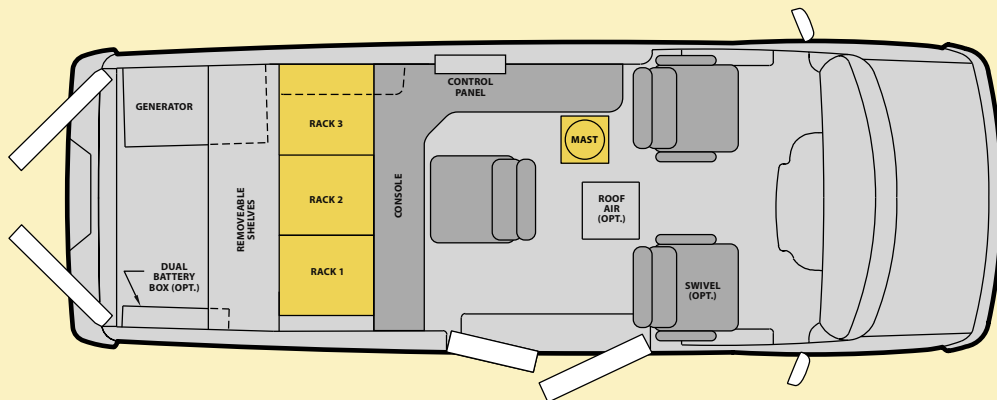 GENERATOR
REMOVEABLE
SHELVES
DUAL
BATTERY
BOX (OPT.)
RACK 3
RACK 2
RACK 1
CONSOLE
CONTROL
PANEL
MAST
ROOF
AIR
(OPT.)
SWIVEL
(OPT.)